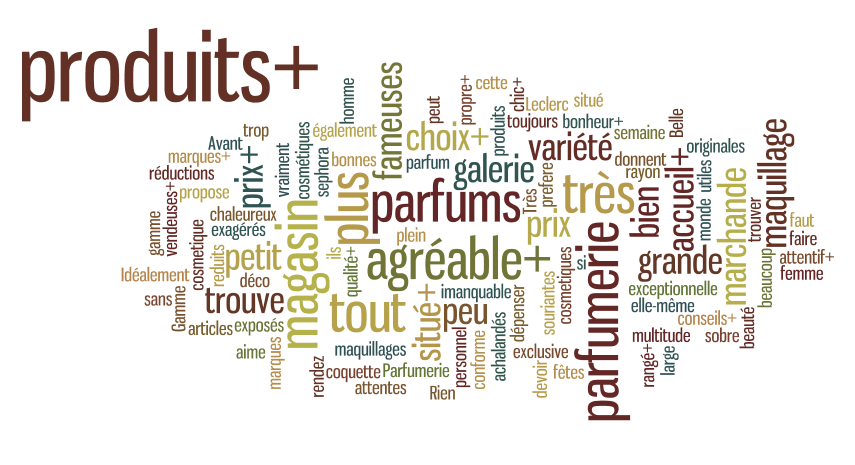 produits+
fameuses
homme
peut
propre+
cette
chic+
Leclerc
situé
toujours
bonheur+
semaine
Belle
originales
maquillage
Avant
trop
marques+
réductions
propose
vendeuses+
gamme
prix+
vraiment
cosmétiques
sephora
également
bonnes
choix+
parfum
produits
galerie
variété
donnent
rayon
accueil+
utiles
monde
marchande
trouver
faut
faire
attentif+
femme
beaucoup
chaleureux
exagérés
cosmetique
plus
parfums
Très
préfere
très
bien
prix
plein
magasin
ils
qualité+
agréable+
si
parfumerie
grande
exceptionnelle
elle-même
conseils+
sobre
beauté
multitude
rangé+
large
Idéalement
sans
Gamme
petit
réduits
déco
trouve
articles
exposés
aime
marques
tout
situé+
imanquable
peu
dépenser
souriantes
cosmetiques
maquillages
rendez
coquette
Parfumerie
attentes
Rien
personnel
conforme
achalandés
exclusive
devoir
fêtes